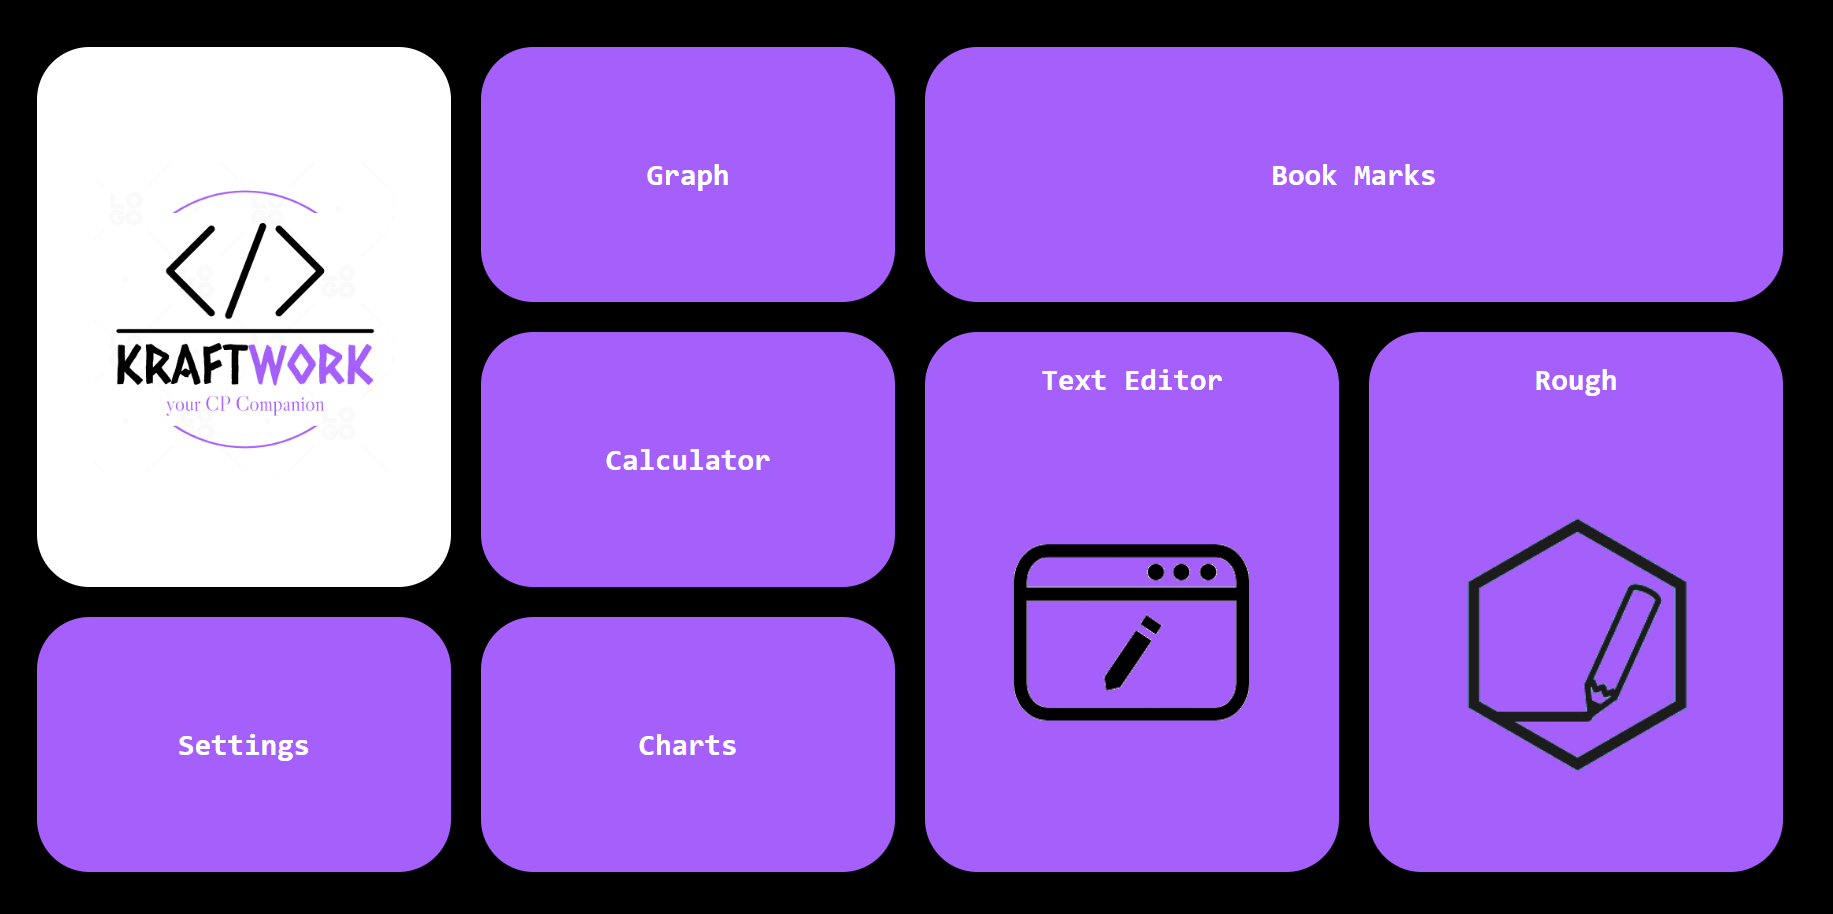 KRAFTWORK
your CP Companion
Graph
Book Marks
Calculator
Text Editor
Rough
Settings
Charts